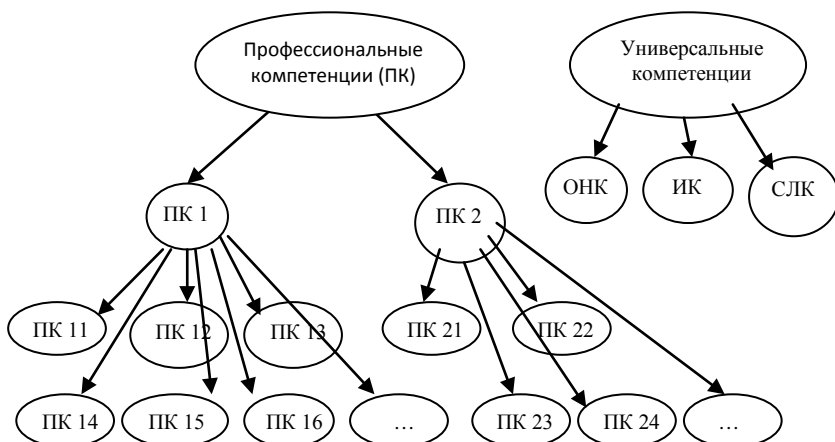 Профессиональные
компетенции (ПК)
Универсальные
компетенции
ОНК
ИК
СЛК
ПК 1
ПК 2
ПК 11
ПК 12
ПК 13
ПК 21
ПК 22
ПК 14
ПК 15
ПК 16
…
ПК 23
ПК 24
…